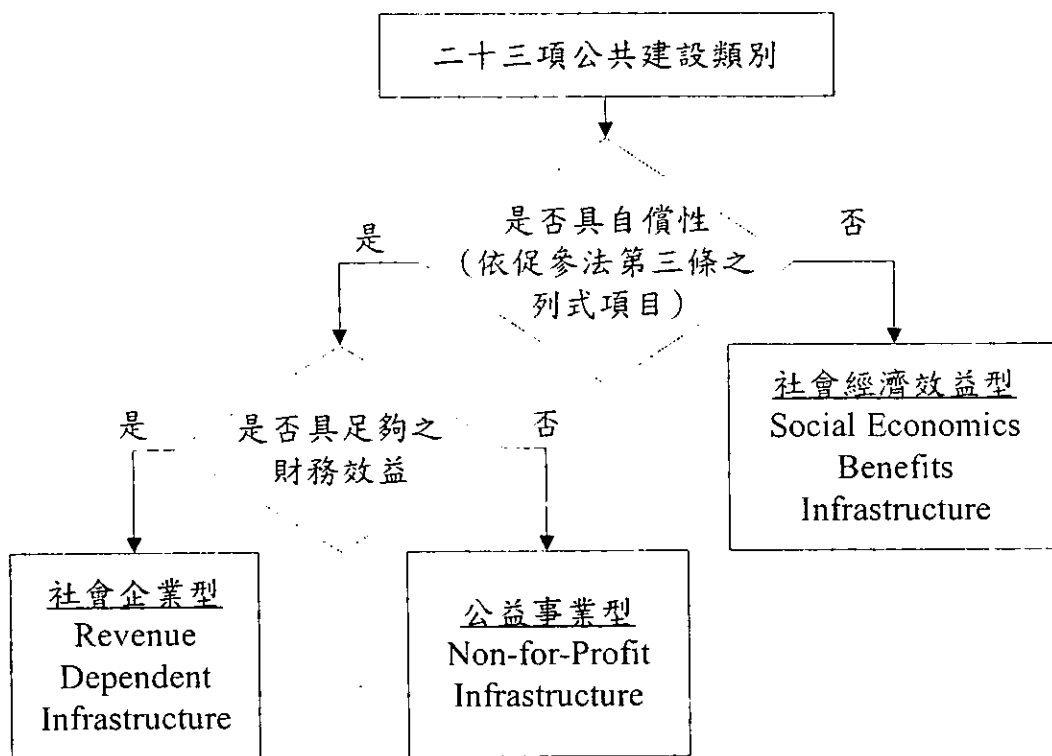 二十三項公共建設類別
是否具自償性
(依促參法第三條之
列式項目)
是
否
是否具足夠之
財務效益
是
否
社會經濟效益型
Social Economics
Benefits
Infrastructure
社會企業型
Revenue
Dependent
Infrastructure
公益事業型
Non-for-Profit
Infrastructure